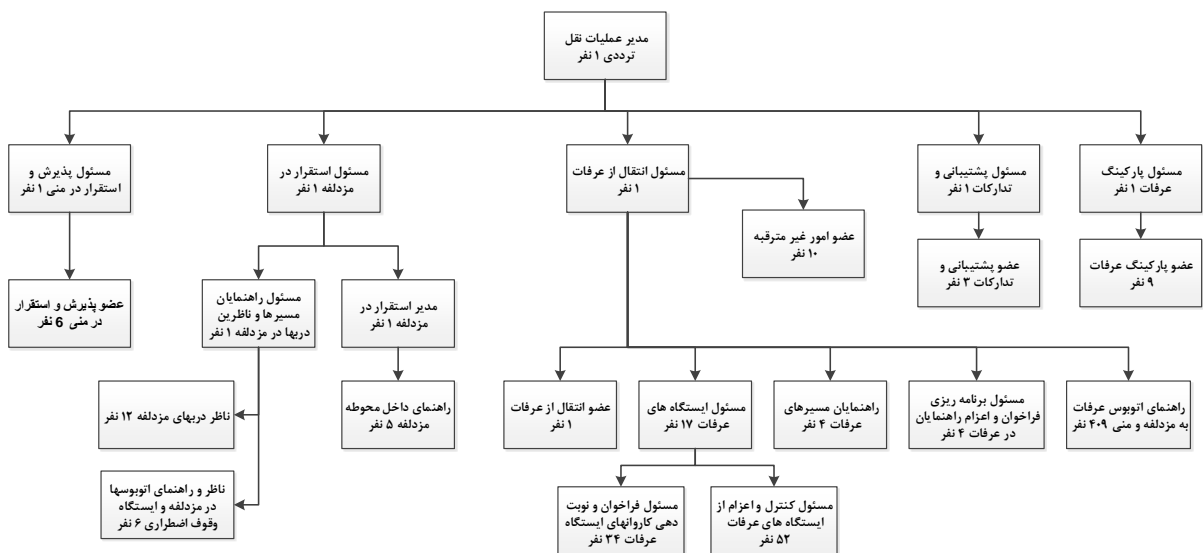 مدیر عملیات نقل
ترددی ۱ نفر
مسئول پارکینگ
عرفات ۱ نفر
مسئول پشتیبانی و
تدارکات ۱ نفر
مسئول انتقال از عرفات
۱ نفر
مسئول استقرار در
مزدلفه ۱ نفر
مسئول پذیرش و
استقرار در منی ۱ نفر
عضو پارکینگ عرفات
۹ نفر
عضو پشتیبانی و
تدارکات ۳ نفر
عضو امور غیر مترقبه
۱۰ نفر
مدیر استقرار در
مزدلفه ۱ نفر
مسئول راهنمایان
مسیرها و ناظرین
دربها در مزدلفه ۱ نفر
عضو پذیرش و استقرار
در منی 6 نفر
راهنمای اتوبوس عرفات
به مزدلفه و منی ۴۰۹ نفر
مسئول برنامه ریزی
فراخوان و اعزام راهنمایان
در عرفات ۴ نفر
راهنمایان مسیرهای
عرفات ۴ نفر
مسئول ایستگاه های
عرفات ۱۷ نفر
عضو انتقال از عرفات
۱ نفر
راهنمای داخل محوطه
مزدلفه ۵ نفر
ناظر دربهای مزدلفه ۱۲ نفر
مسئول کنترل و اعزام از
ایستگاه های عرفات
۵۲ نفر
مسئول فراخوان و نوبت
دهی کاروانهای ایستگاه
عرفات ۳۴ نفر
ناظر و راهنمای اتوبوسها
در مزدلفه و ایستگاه
وقوف اضطراری ۶ نفر